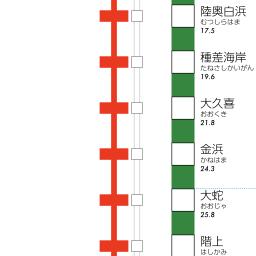 陸奥白浜
むつしらはま
17.5
種差海岸
たねさしかいがん
19.6
大久喜
おおくき
21.8
金浜
かねはま
24.3
大蛇
おおじゃ
25.8
階上
はしかみ